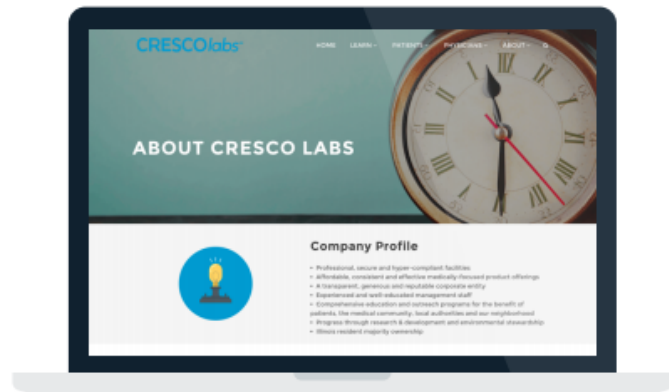 CRESCOlabs
HOME LEARN PATIENTS PHYSICIANS ABOUT
ABOUT CRESCO LABS
XII
Company Profile
• Professional, secure and hyper-compliant facilities
• Affordable, consistent and effective medically-focused product offerings
• A transparent, generous and reputable corporate entity
• Experienced and well-educated management staff
• Comprehensive education and outreach programs for the benefit of
patients, the medical community, local authorities and our neighborhood
• Progress through research & development and environmental stewardship
• Illinois resident majority ownership